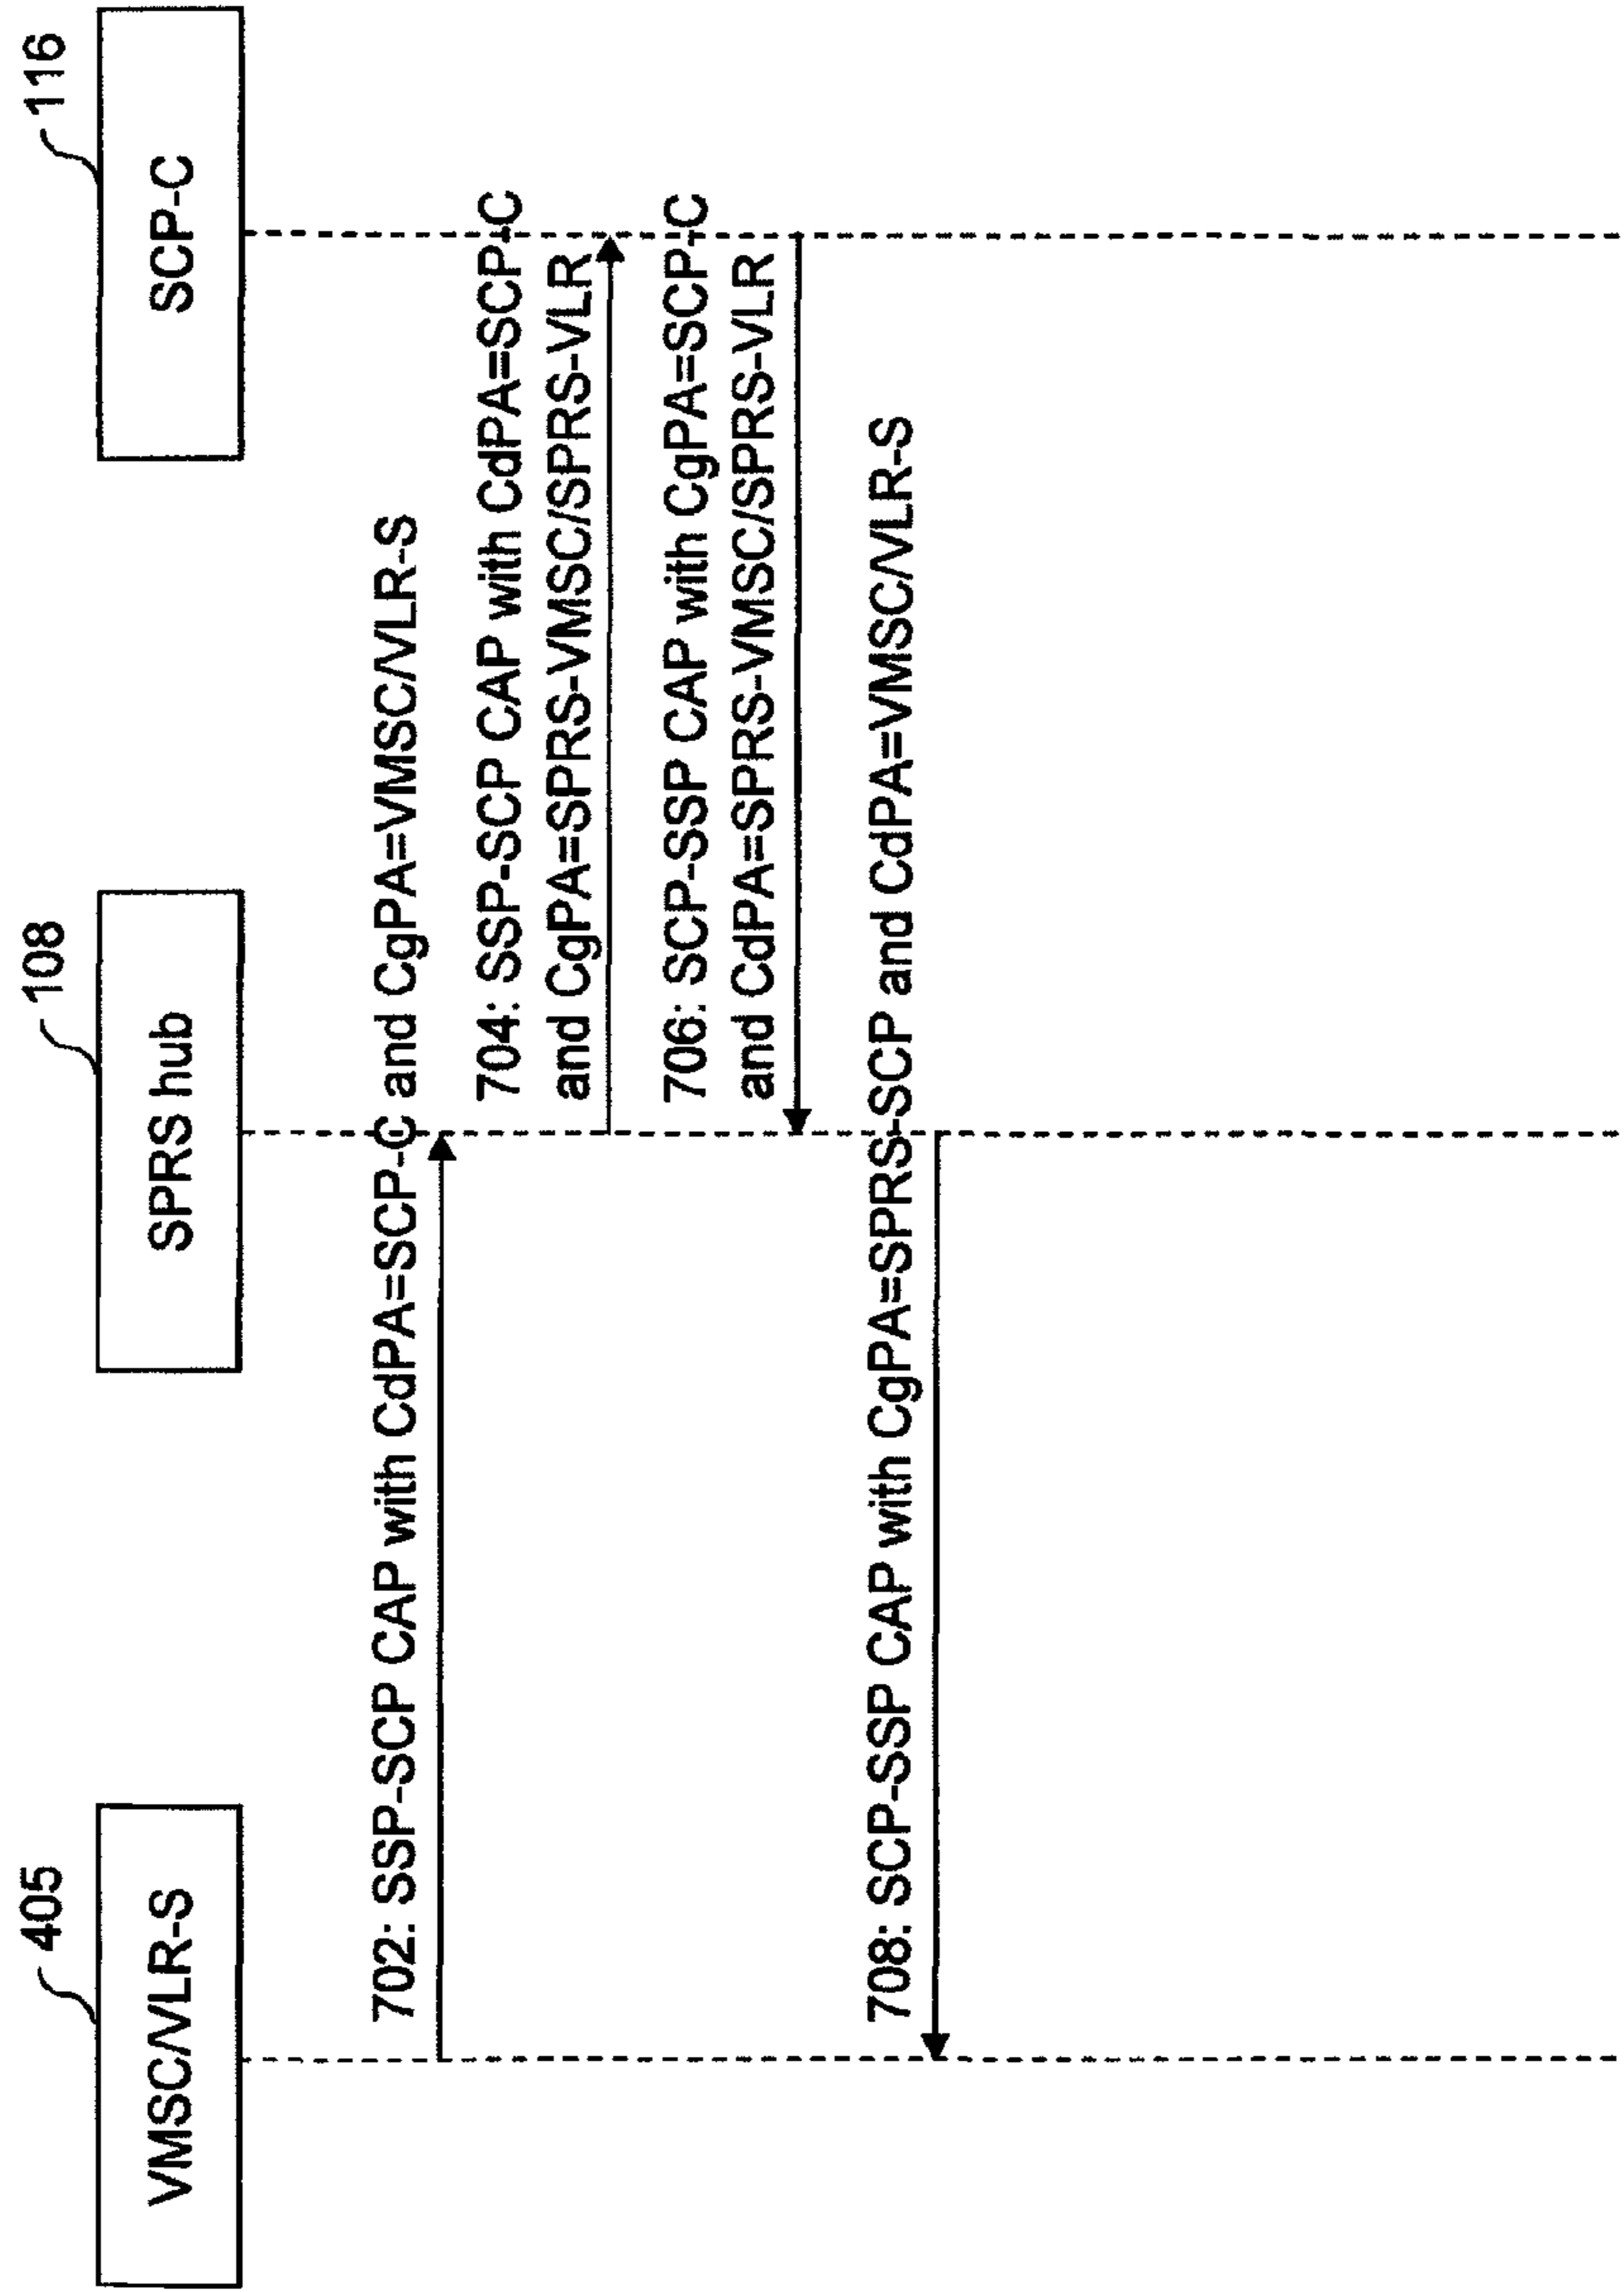 405
108
116
VMSC/VLR-S
SPRS hub
SCP-C
702: SSP-SCP CAP with CdPA=SCP-C and CgPA=VMSC/VLR-S
704: SSP-SCP CAP with CdPA=SCP-C
and CgPA=SPRS-VMSC/SPRS-VLR
706: SCP-SSP CAP with CgPA=SCP-C
and CdPA=SPRS-VMSC/SPRS-VLR
708: SCP-SSP CAP with CgPA=SPRS-SCP and CdPA=VMSC/VLR-S